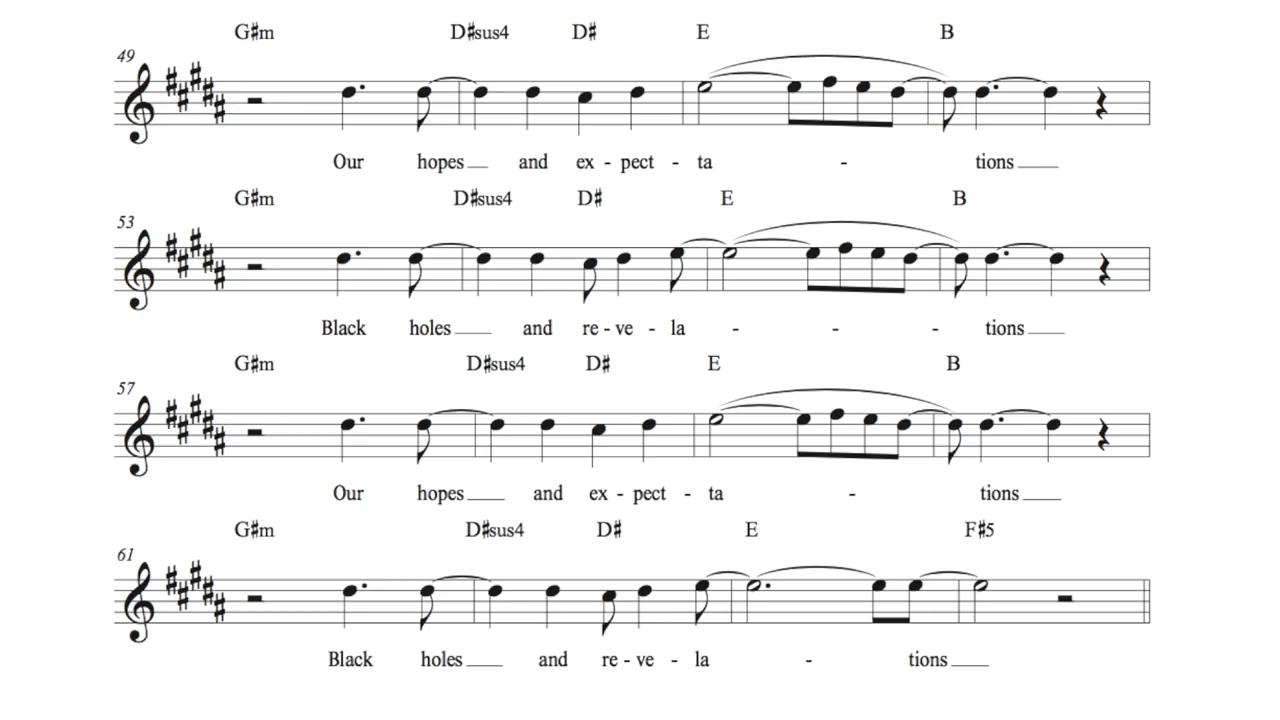 G#m D#sus4 D# E B
49
Our hopes and ex - pect - ta - tions
G#m D#sus4 D# E B
53
Black holes and re - ve - la - - - tions
G#m D#sus4 D# E B
57
Our hopes and ex - pect - ta - tions
G#m D#sus4 D# E F#5
61
Black holes and re - ve - la - tions